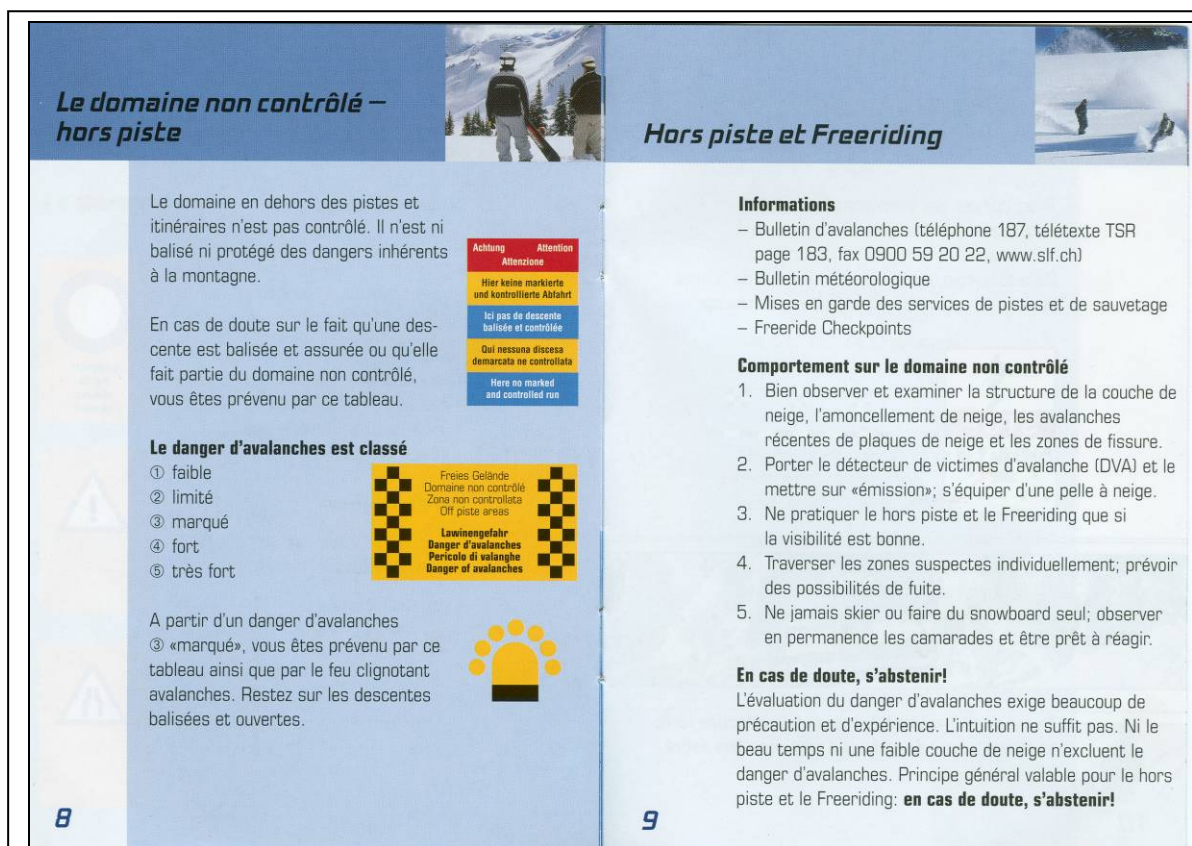 Le domaine non contrôlé –
hors piste
Le domaine en dehors des pistes et
itinéraires n'est pas contrôlé. Il n'est ni
balisé ni protégé des dangers inhérents
à la montagne.
En cas de doute sur le fait qu'une des-
cente est balisée et assurée ou qu'elle
fait partie du domaine non contrôlé,
vous êtes prévenu par ce tableau.
Achtung Attention
Attenzione
Hier keine markierte
und kontrollierte Abfahrt
Ici pas de descente
balisée et contrôlée
Qui nessuna discesa
demarcata ne controllata
Here no marked
and controlled run
Le danger d'avalanches est classé
① faible
② limité
③ marqué
④ fort
⑤ très fort
Freies Gelände
Domaine non contrôlé
Zona non controllata
Off piste areas
Lawinengefahr
Danger d'avalanches
Pericolo di valanghe
Danger of avalanches
A partir d'un danger d'avalanches
③ «marqué», vous êtes prévenu par ce
tableau ainsi que par le feu clignotant
avalanches. Restez sur les descentes
balisées et ouvertes.
8
Hors piste et Freeriding
Informations
– Bulletin d'avalanches (téléphone 187, télétexte TSR
page 183, fax 0900 59 20 22, www.slf.ch)
– Bulletin météorologique
– Mises en garde des services de pistes et de sauvetage
– Freeride Checkpoints
Comportement sur le domaine non contrôlé
1. Bien observer et examiner la structure de la couche de
neige, l'amoncellement de neige, les avalanches
récentes de plaques de neige et les zones de fissure.
2. Porter le détecteur de victimes d'avalanche (DVA) et le
mettre sur «émission»; s'équiper d'une pelle à neige.
3. Ne pratiquer le hors piste et le Freeriding que si
la visibilité est bonne.
4. Traverser les zones suspectes individuellement; prévoir
des possibilités de fuite.
5. Ne jamais skier ou faire du snowboard seul; observer
en permanence les camarades et être prêt à réagir.
En cas de doute, s'abstenir!
L'évaluation du danger d'avalanches exige beaucoup de
précaution et d'expérience. L'intuition ne suffit pas. Ni le
beau temps ni une faible couche de neige n'excluent le
danger d'avalanches. Principe général valable pour le hors
piste et le Freeriding: en cas de doute, s'abstenir!
9